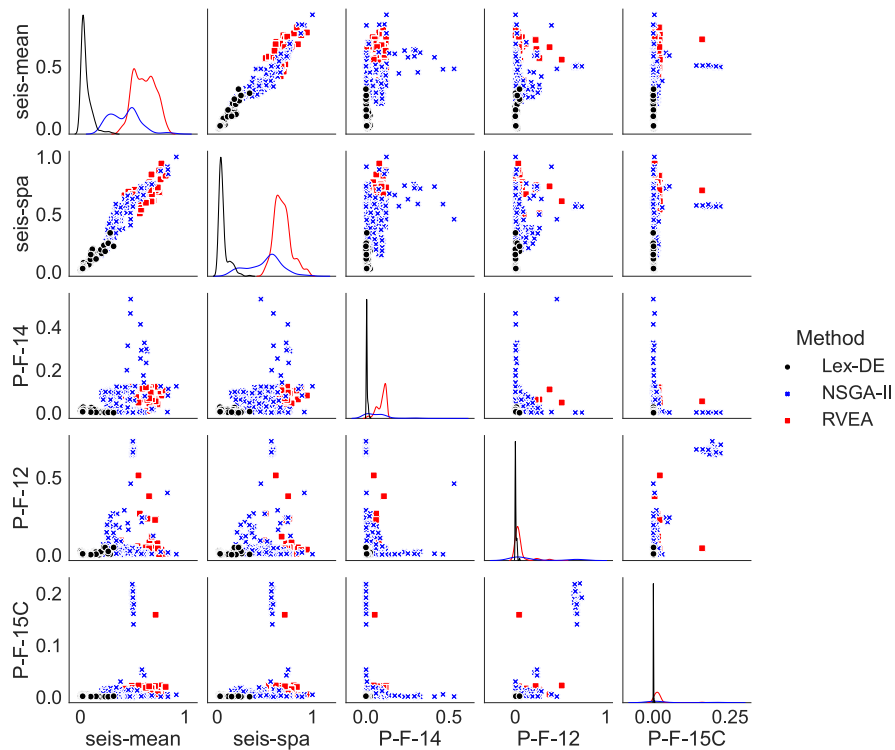 seis-mean
0.5
0.0
seis-spa
1.0
0.5
0.0
P-F-14
0.4
0.2
0.0
P-F-12
0.5
0.0
P-F-15C
0.2
0.1
0.0
0 1
seis-mean
0 1
seis-spa
0.0 0.5
P-F-14
0 1
P-F-12
0.00 0.25
P-F-15C
Method
Lex-DE
NSGA-II
RVEA